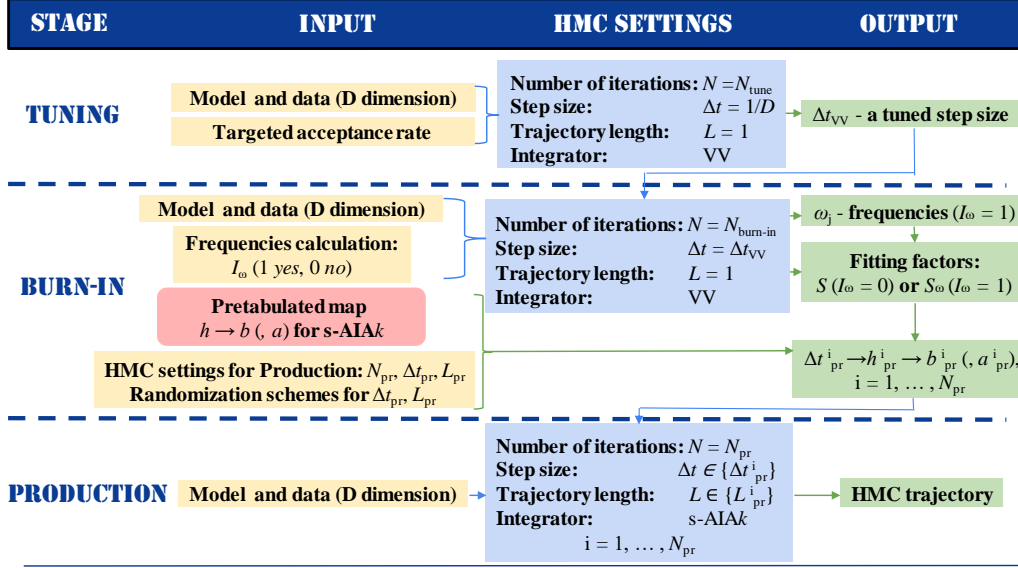 STAGE INPUT HMC SETTINGS OUTPUT
TUNING
Model and data (D dimension)
Targeted acceptance rate
Number of iterations: N = N_tune
Step size: Δt = 1/D
Trajectory length: L = 1
Integrator: VV
Δt_VV - a tuned step size
BURN-IN
Model and data (D dimension)
Frequencies calculation:
I_ω (1 yes, 0 no)
Pretabulated map
h → b (, a) for s-AIAk
HMC settings for Production: N_pr, Δt_pr, L_pr
Randomization schemes for Δt_pr, L_pr
Number of iterations: N = N_burn-in
Step size: Δt = Δt_VV
Trajectory length: L = 1
Integrator: VV
ω_j - frequencies (I_ω = 1)
Fitting factors:
S (I_ω = 0) or S_ω (I_ω = 1)
Δt^i_pr → h^i_pr → b^i_pr (, a^i_pr),
i = 1, … , N_pr
PRODUCTION
Model and data (D dimension)
Number of iterations: N = N_pr
Step size: Δt ∈ {Δt^i_pr}
Trajectory length: L ∈ {L^i_pr}
Integrator: s-AIAk
i = 1, … , N_pr
HMC trajectory